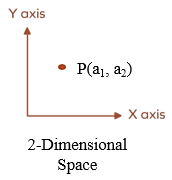 Y axis
P(a₁, a₂)
X axis
2-Dimensional
Space